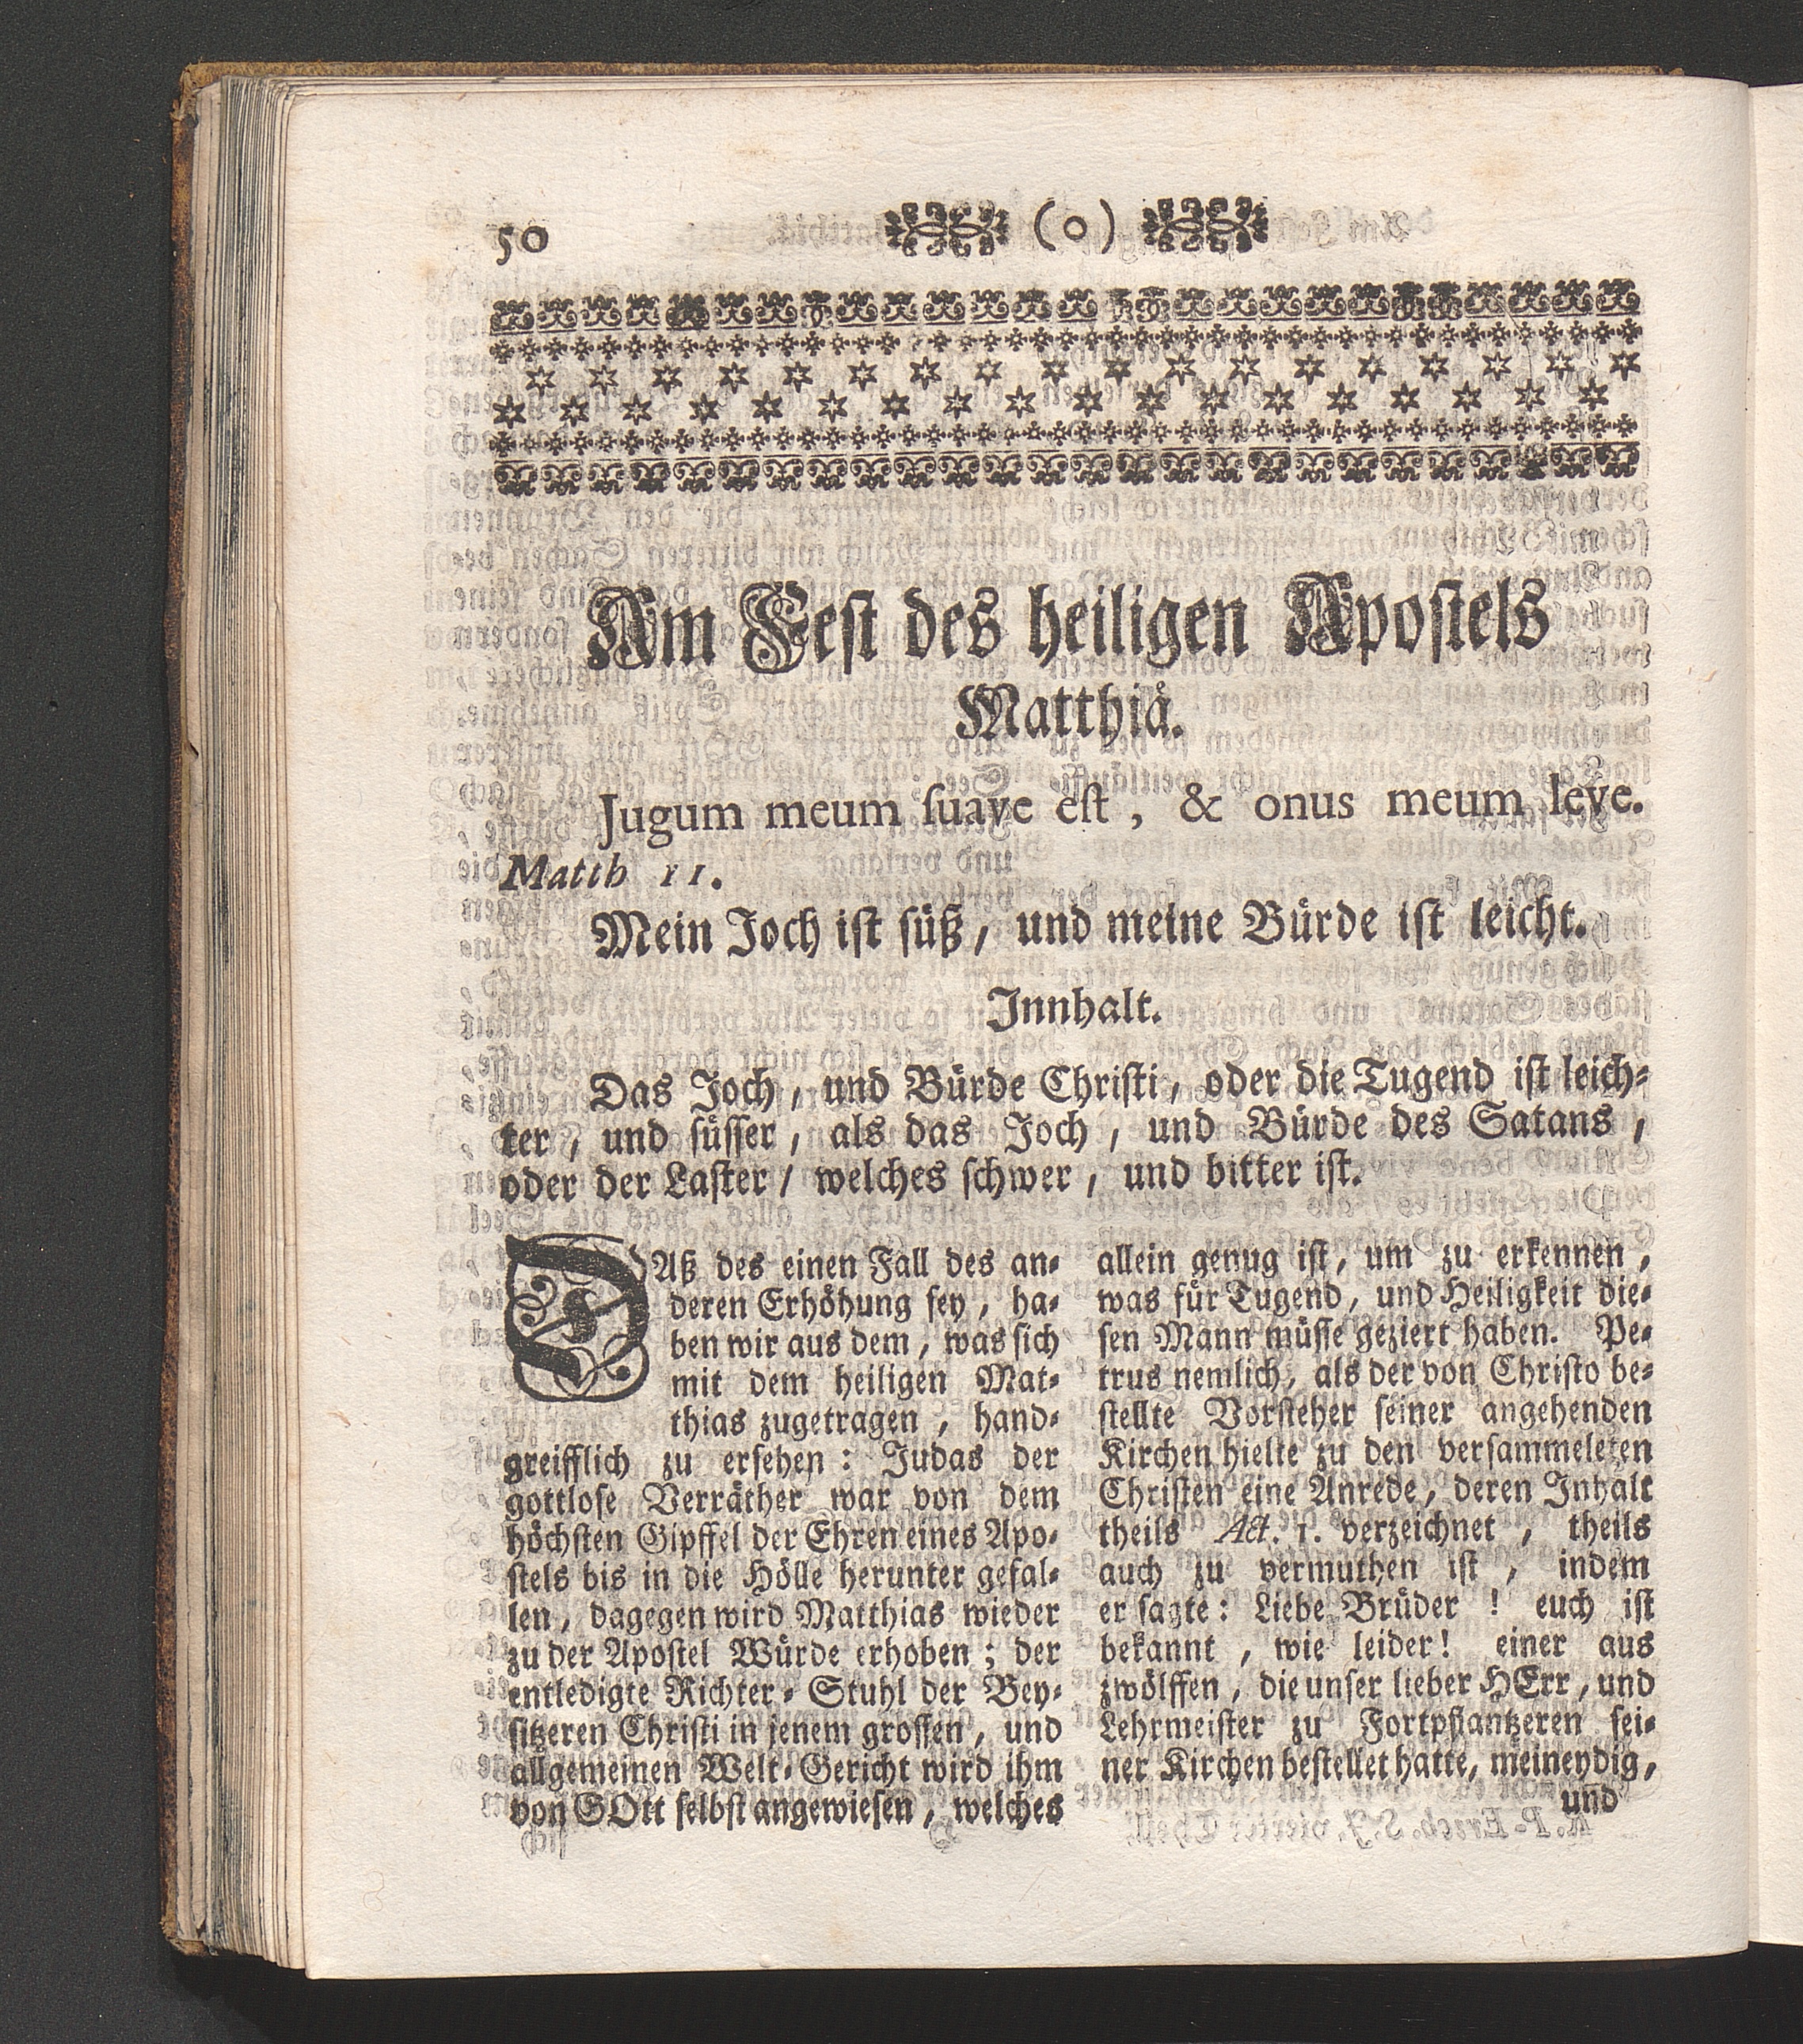 50 (o)
Am Fest des heiligen Apostels
Matthiä.
Jugum meum suave est, & onus meum leve.
Matth 11.
Mein Joch ist süß, und meine Bürde ist leicht.
Innhalt.
Das Joch, und Bürde Christi, oder die Tugend ist leich-
ter, und süsser, als das Joch, und Bürde des Satans,
oder der Laster / welches schwer, und bitter ist.
DAß des einen Fall des an-
deren Erhöhung sey, ha-
ben wir aus dem, was sich
mit dem heiligen Mat-
thias zugetragen, hand-
greifflich zu ersehen: Judas der
gottlose Verräther war von dem
höchsten Gipffel der Ehren eines Apo-
stels bis in die Hölle herunter gefal-
len, dagegen wird Matthias wieder
zu der Apostel Würde erhoben; der
entledigte Richter-Stuhl der Bey-
sitzeren Christi in jenem grossen, und
allgemeinen Welt-Gericht wird ihm
von GOtt selbst angewiesen, welches
allein genug ist, um zu erkennen,
was für Tugend, und Heiligkeit die-
sen Mann müsse geziert haben. Pe-
trus nemlich, als der von Christo be-
stellte Vorsteher seiner angehenden
Kirchen hielte zu den versammeleten
Christen eine Anrede, deren Inhalt
theils Act. 1. verzeichnet, theils
auch zu vermuthen ist, indem
er sagte: Liebe Brüder! euch ist
bekannt, wie leider! einer aus
zwölffen, die unser lieber HErr, und
Lehrmeister zu Fortpflantzeren sei-
ner Kirchen bestellet hatte, meineydig,
und